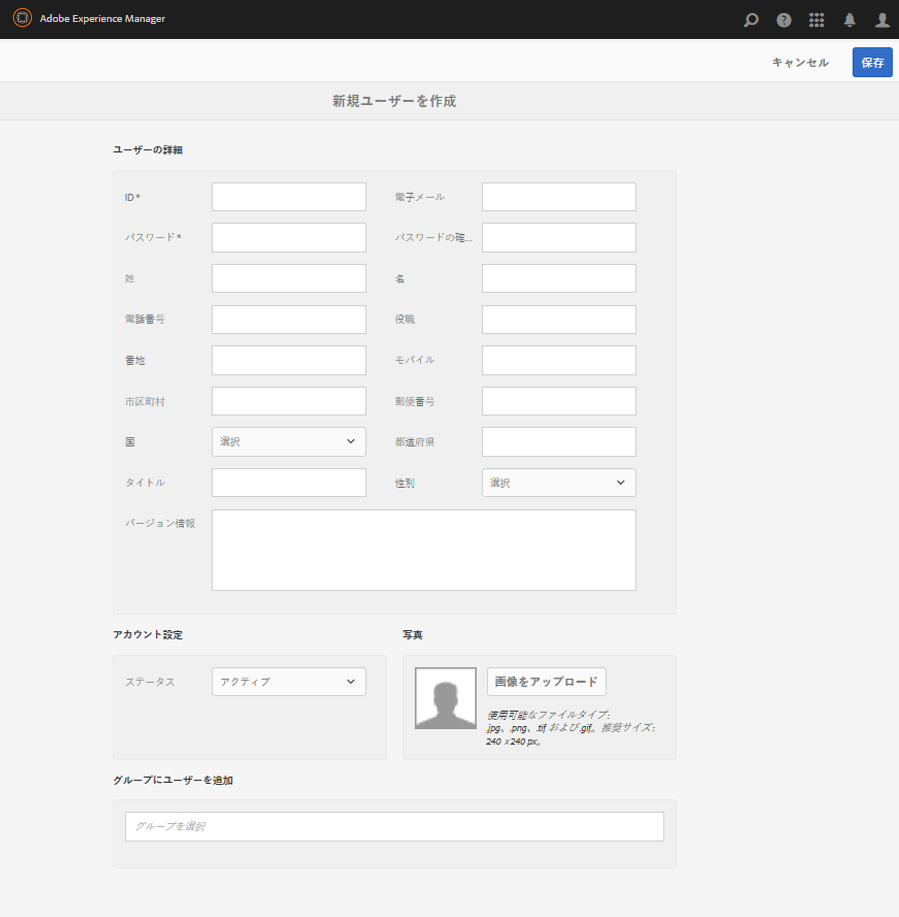 Adobe Experience Manager
キャンセル 保存
新規ユーザーを作成
ユーザーの詳細
ID * 電子メール
パスワード * パスワードの確...
姓 名
電話番号 役職
番地 モバイル
市区町村 郵便番号
国 選択 都道府県
タイトル 性別 選択
バージョン情報
アカウント設定 写真
ステータス アクティブ 画像をアップロード
使用可能なファイルタイプ :
.jpg、.png、.tif および .gif。推奨サイズ :
240 x 240 px。
グループにユーザーを追加
グループを選択